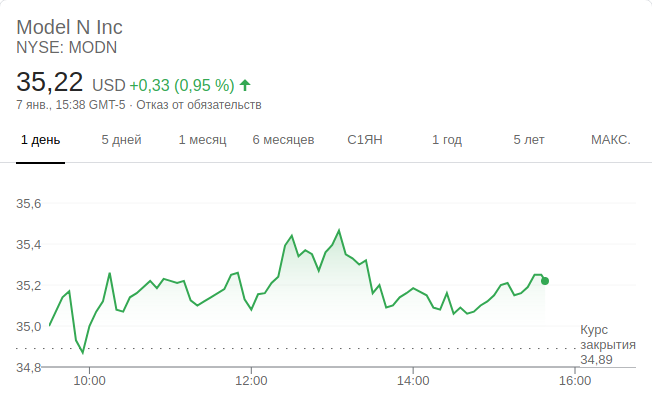 Model N Inc
NYSE: MODN
35,22 USD +0,33 (0,95 %)
7 янв., 15:38 GMT-5 · Отказ от обязательств
1 день 5 дней 1 месяц 6 месяцев С1ЯН 1 год 5 лет МАКС.
35,6
35,4
35,2
35,0
Курс
закрытия
34,89
34,8
10:00 12:00 14:00 16:00